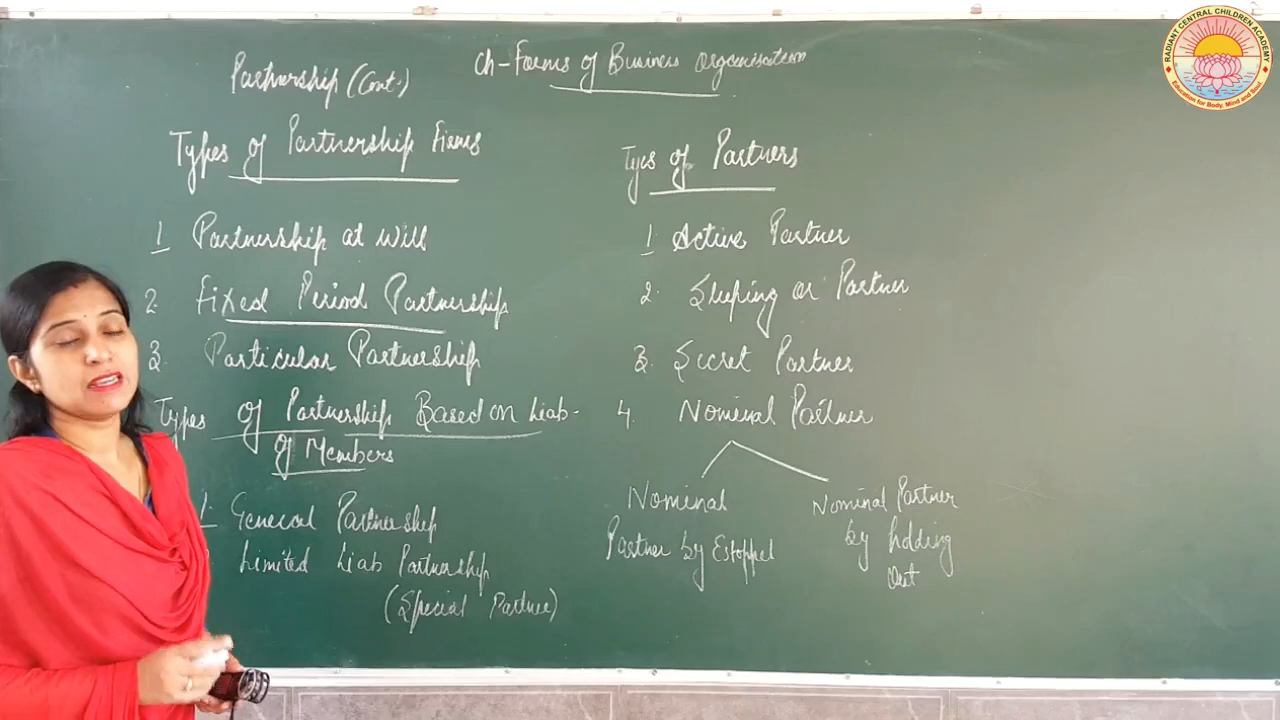 Ch-Forms of Business Organisation
Partnership (Cont.)
Types of Partnership Firms
1 Partnership at will
2. Fixed Period Partnership
3. Particular Partnership
Types of Partnership Based on Liab-
of Members
1. General Partnership
Limited Liab Partnership
(Special Partner)
Tyes of Partners
1. Active Partner
2. Sleeping or Partner
3. Secret Partner
4. Nominal Partner
Nominal
Partner by Estoppel
Nominal Partner
by holding
Out
RADIANT CENTRAL CHILDREN ACADEMY
Education for Body, Mind and Soul